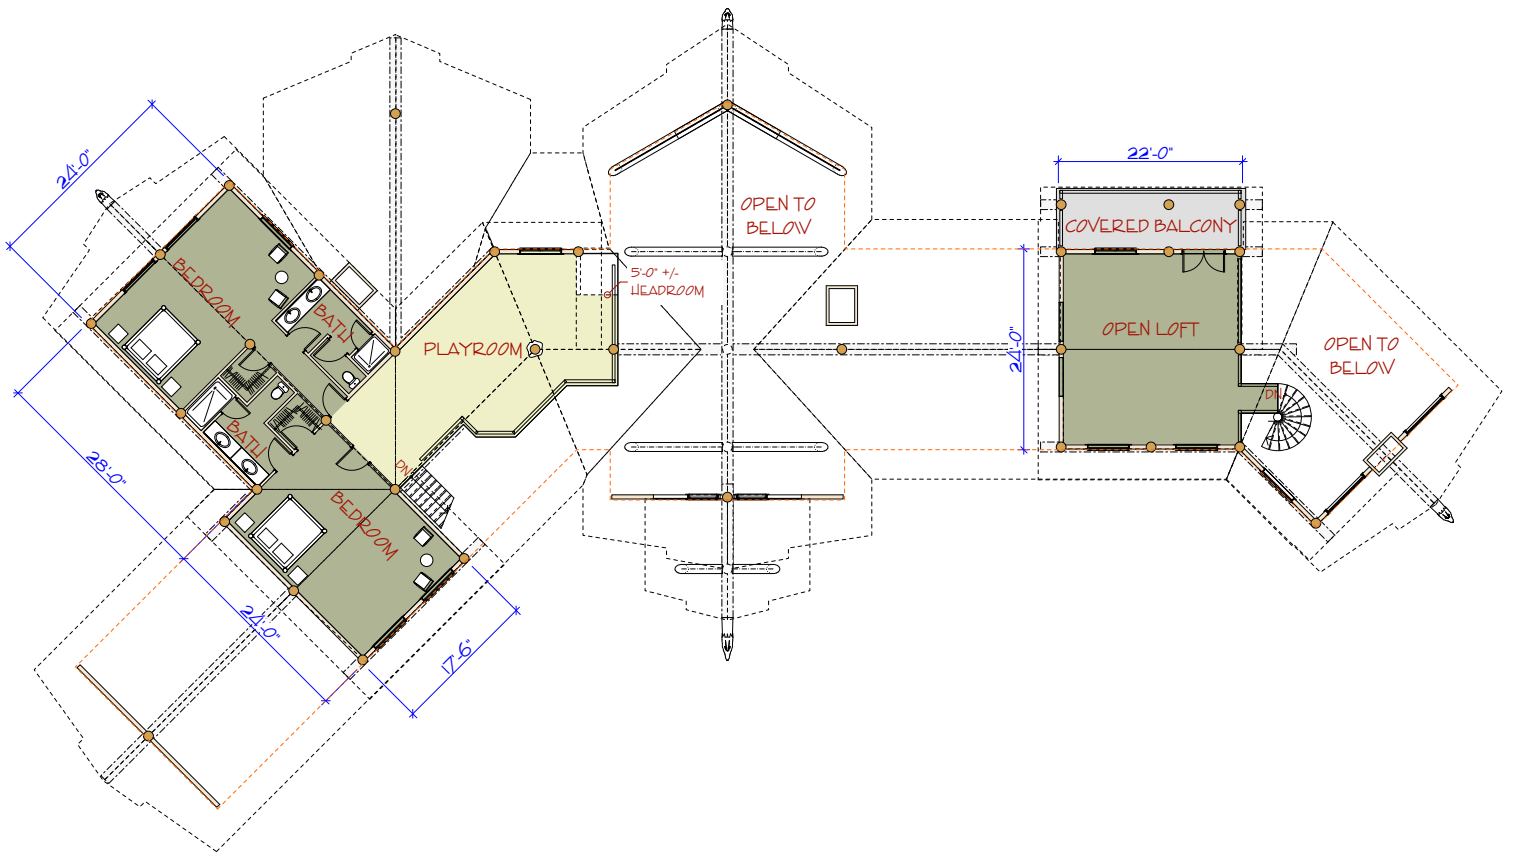 24'-0"
BEDROOM
BATH
BATH
28'-0"
BEDROOM
24'-0"
17'-6"
DN
PLAYROOM
5'-0" +/-
HEADROOM
OPEN TO
BELOW
22'-0"
COVERED BALCONY
24'-0"
OPEN LOFT
DN
OPEN TO
BELOW